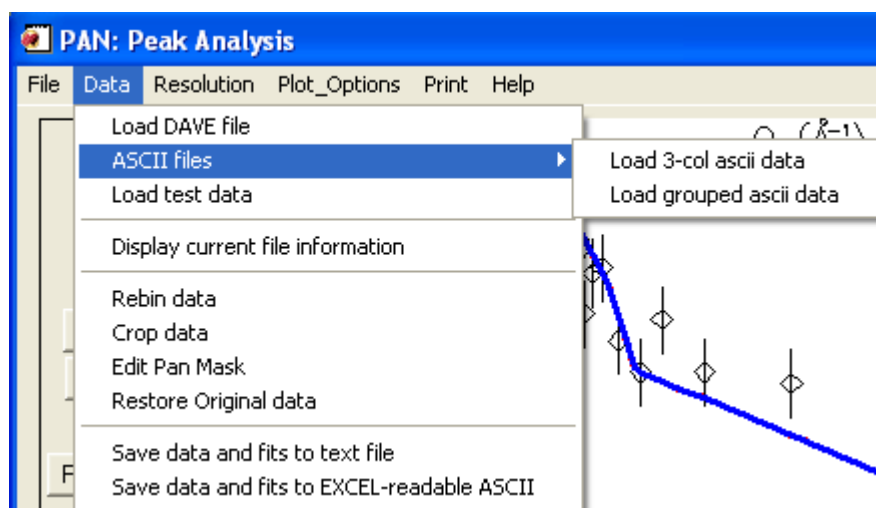 PAN: Peak Analysis
File Data Resolution Plot_Options Print Help
Load DAVE file
ASCII files
Load 3-col ascii data
Load test data
Load grouped ascii data
Display current file information
Rebin data
Crop data
Edit Pan Mask
Restore Original data
Save data and fits to text file
F
Save data and fits to EXCEL-readable ASCII